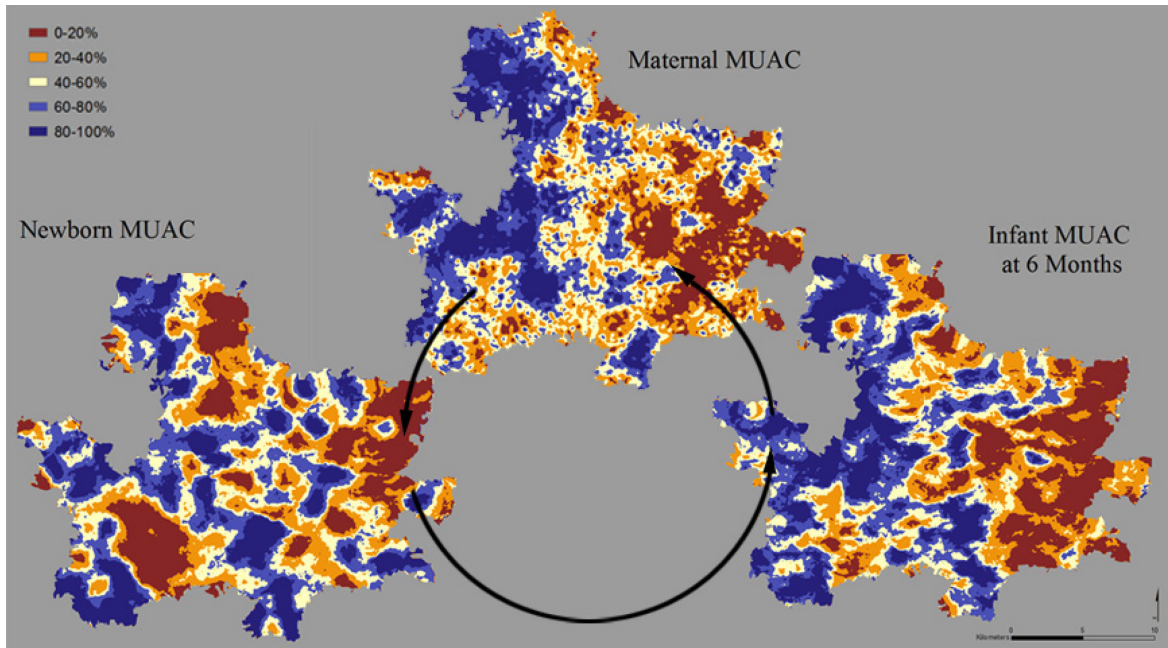 0-20%
20-40%
40-60%
60-80%
80-100%
Maternal MUAC
Newborn MUAC
Infant MUAC
at 6 Months
Kilometers
0 5 10